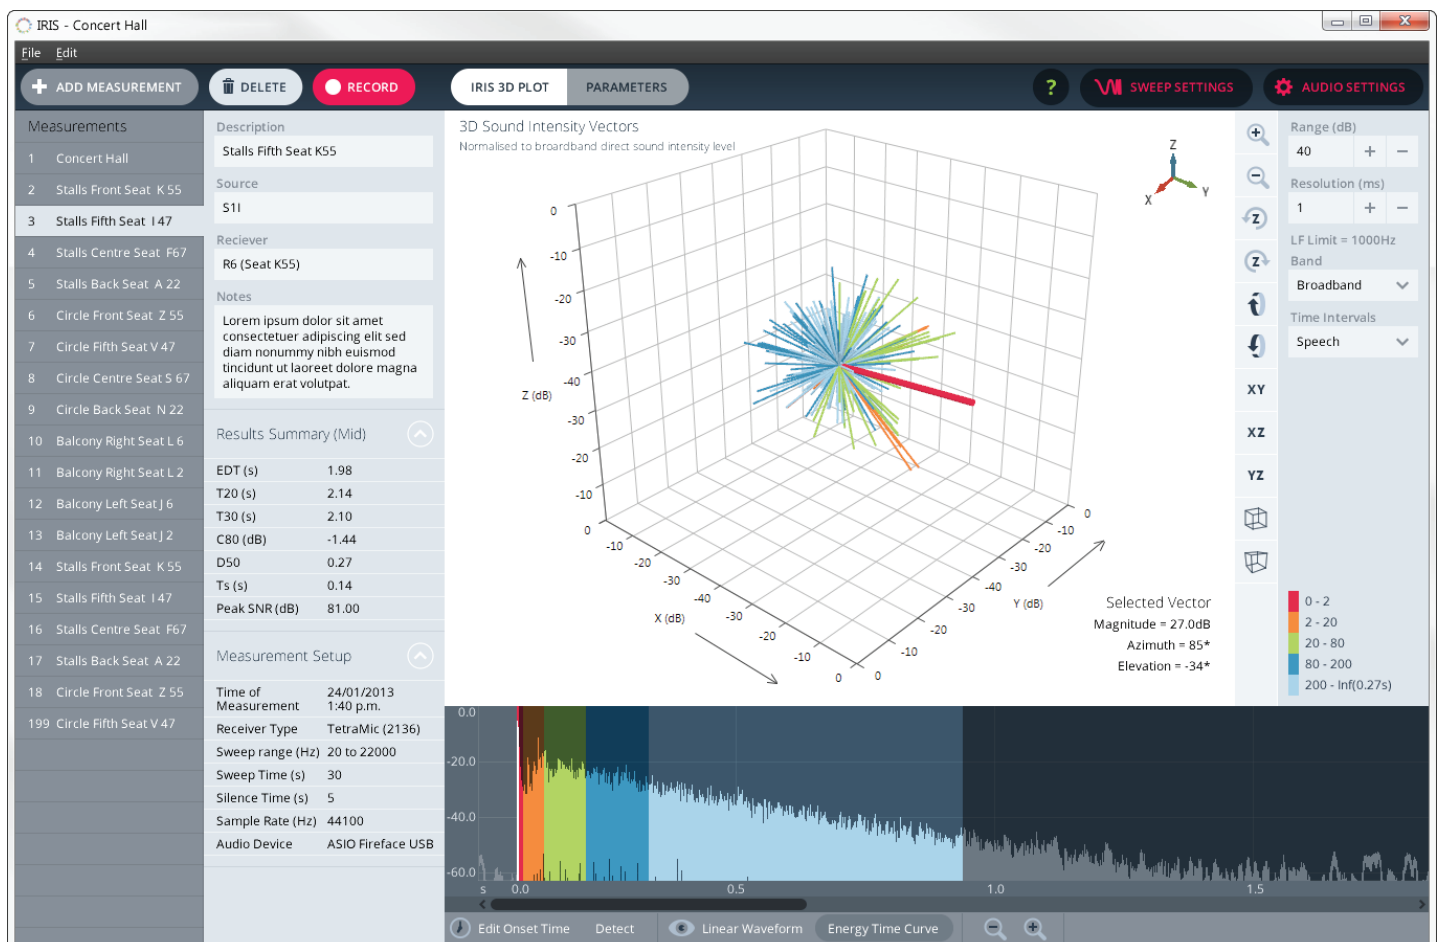 IRIS - Concert Hall
File Edit
ADD MEASUREMENT
DELETE
RECORD
IRIS 3D PLOT
PARAMETERS
?
SWEEP SETTINGS
AUDIO SETTINGS
Measurements
1 Concert Hall
2 Stalls Front Seat K 55
3 Stalls Fifth Seat I 47
4 Stalls Centre Seat F67
5 Stalls Back Seat A 22
6 Circle Front Seat Z 55
7 Circle Fifth Seat V 47
8 Circle Centre Seat S 67
9 Circle Back Seat N 22
10 Balcony Right Seat L 6
11 Balcony Right Seat L 2
12 Balcony Left Seat J 6
13 Balcony Left Seat J 2
14 Stalls Front Seat K 55
15 Stalls Fifth Seat I 47
16 Stalls Centre Seat F67
17 Stalls Back Seat A 22
18 Circle Front Seat Z 55
199 Circle Fifth Seat V 47
Description
Stalls Fifth Seat K55
Source
S1I
Reciever
R6 (Seat K55)
Notes
Lorem ipsum dolor sit amet
consectetuer adipiscing elit sed
diam nonummy nibh euismod
tincidunt ut laoreet dolore magna
aliquam erat volutpat.
Results Summary (Mid)
EDT (s) 1.98
T20 (s) 2.14
T30 (s) 2.10
C80 (dB) -1.44
D50 0.27
Ts (s) 0.14
Peak SNR (dB) 81.00
Measurement Setup
Time of 24/01/2013
Measurement 1:40 p.m.
Receiver Type TetraMic (2136)
Sweep range (Hz) 20 to 22000
Sweep Time (s) 30
Silence Time (s) 5
Sample Rate (Hz) 44100
Audio Device ASIO Fireface USB
3D Sound Intensity Vectors
Normalised to broardband direct sound intensity level
Z
X
Y
0
-10
-20
-30
-40
-30
-20
-10
0
Z (dB)
-10
-20
-30
-40
-30
-20
-10
0
X (dB)
0
-10
-20
-30
-40
-30
-20
-10
0
Y (dB)
Selected Vector
Magnitude = 27.0dB
Azimuth = 85*
Elevation = -34*
Z
Z
XY
XZ
YZ
Range (dB)
40 + −
Resolution (ms)
1 + −
LF Limit = 1000Hz
Band
Broadband
Time Intervals
Speech
0 - 2
2 - 20
20 - 80
80 - 200
200 - Inf(0.27s)
0.0
-20.0
-40.0
-60.0
s 0.0 0.5 1.0 1.5
Edit Onset Time
Detect
Linear Waveform
Energy Time Curve